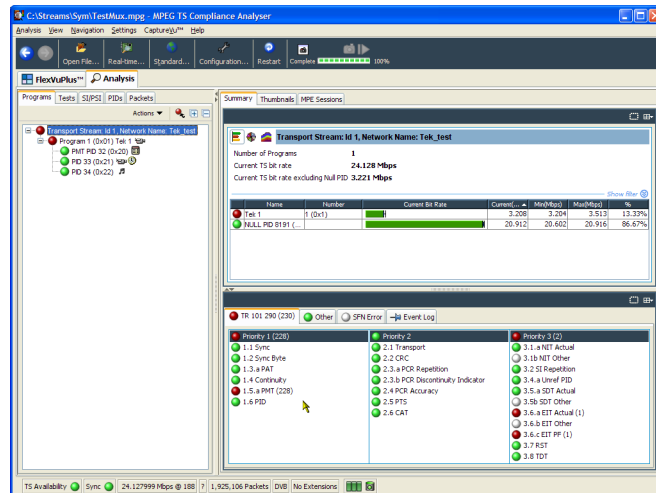 C:\Streams\Sym\TestMux.mpg - MPEG TS Compliance Analyser
Analysis View Navigation Settings CaptureVu™ Help
Open File... Real-time... Standard... Configuration... Restart Complete 100%
FlexVuPlus™ Analysis
Programs Tests SI/PSI PIDs Packets
Actions
Transport Stream: Id 1, Network Name: Tek_test
Program 1 (0x01) Tek 1
PMT PID 32 (0x20)
PID 33 (0x21)
PID 34 (0x22)
Summary Thumbnails MPE Sessions
Transport Stream: Id 1, Network Name: Tek_test
Number of Programs 1
Current TS bit rate 24.128 Mbps
Current TS bit rate excluding Null PID 3.221 Mbps
Show filter
Name Number Current Bit Rate Current(... Min(Mbps) Max(Mbps) %
Tek 1 1 (0x1) 3.208 3.204 3.513 13.33%
NULL PID 8191 (... 20.912 20.602 20.916 86.67%
TR 101 290 (230) Other SFN Error Event Log
Priority 1 (228)
1.1 Sync
1.2 Sync Byte
1.3.a PAT
1.4 Continuity
1.5.a PMT (228)
1.6 PID
Priority 2
2.1 Transport
2.2 CRC
2.3.a PCR Repetition
2.3.b PCR Discontinuity Indicator
2.4 PCR Accuracy
2.5 PTS
2.6 CAT
Priority 3 (2)
3.1.a NIT Actual
3.1b NIT Other
3.2 SI Repetition
3.4.a Unref PID
3.5.a SDT Actual
3.5b SDT Other
3.6.a EIT Actual (1)
3.6.b EIT Other
3.6.c EIT PF (1)
3.7 RST
3.8 TDT
TS Availability Sync 24.127999 Mbps @ 188 ? 1,925,106 Packets DVB No Extensions